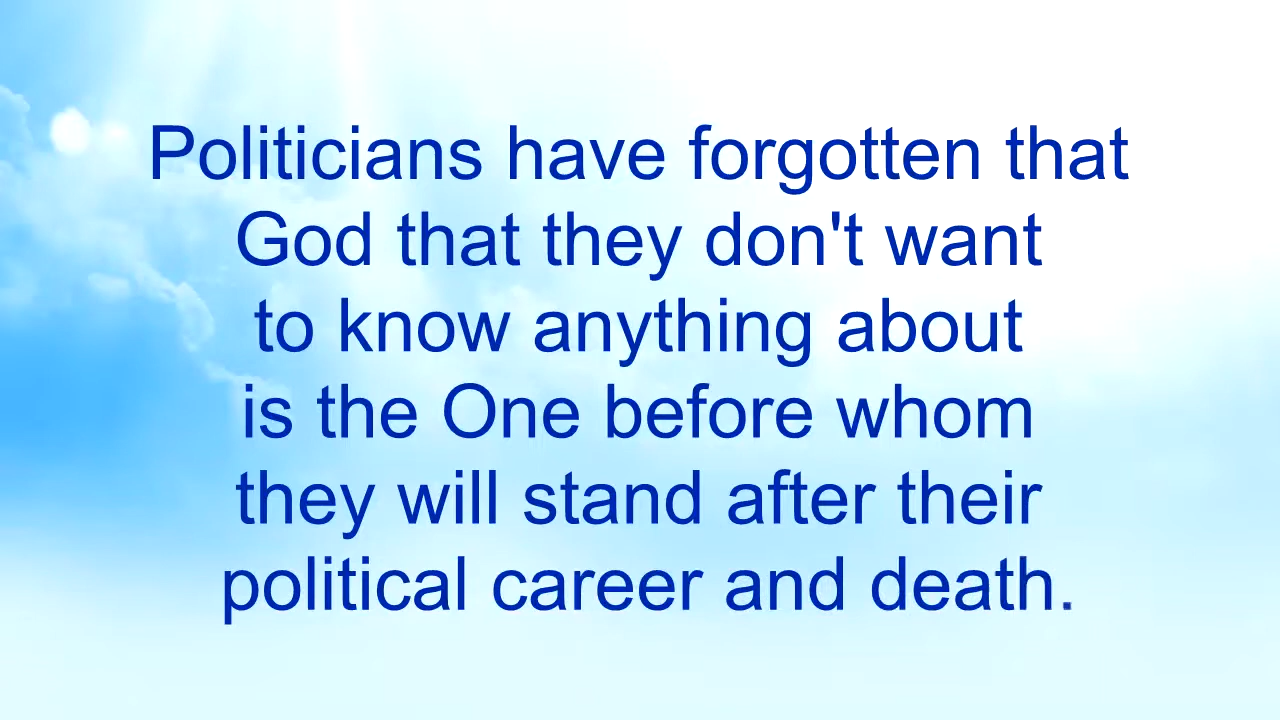 Politicians have forgotten that
God that they don't want
to know anything about
is the One before whom
they will stand after their
political career and death.